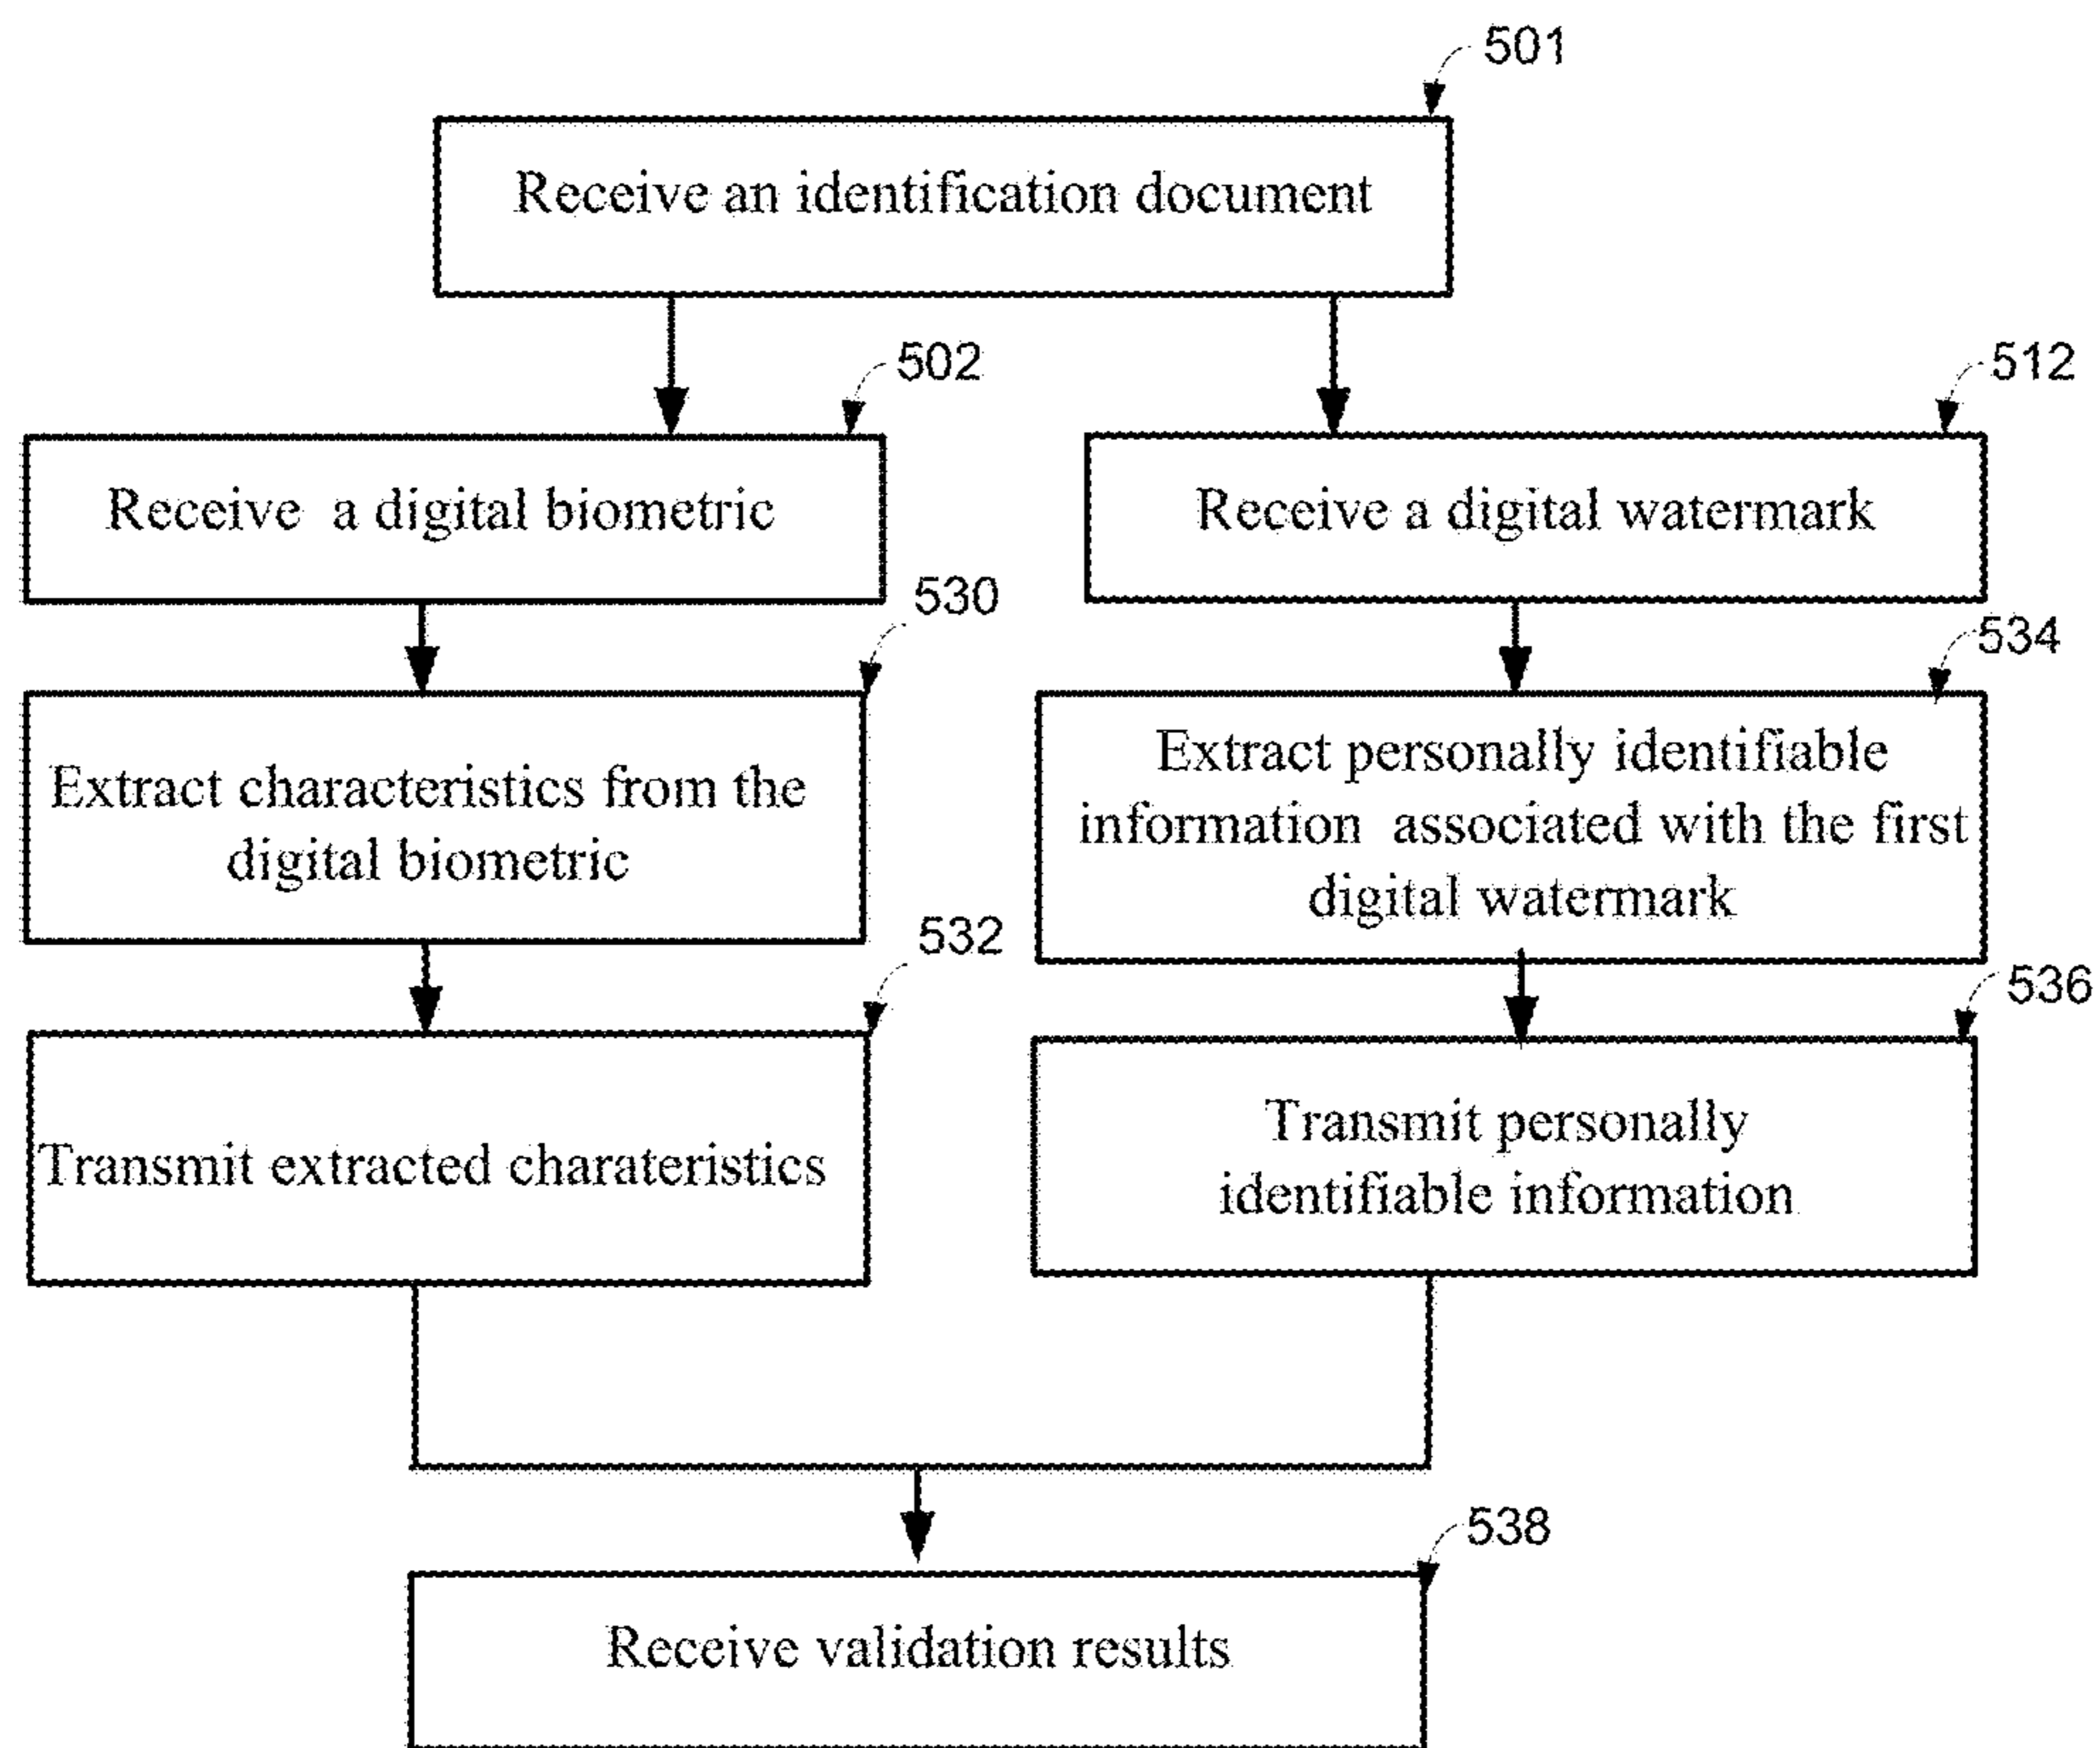 501
Receive an identification document
502
512
Receive a digital biometric
Receive a digital watermark
530
534
Extract characteristics from the
digital biometric
Extract personally identifiable
information associated with the first
digital watermark
532
536
Transmit extracted charateristics
Transmit personally
identifiable information
538
Receive validation results